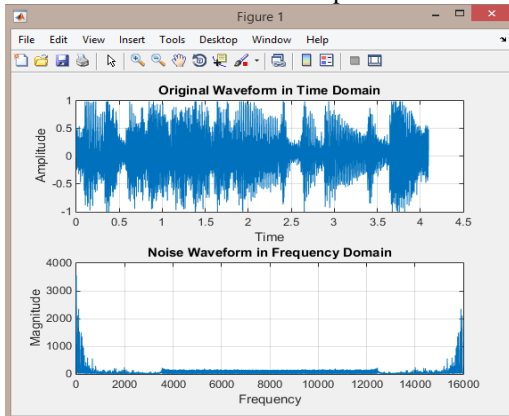 Figure 1
File Edit View Insert Tools Desktop Window Help
Original Waveform in Time Domain
Amplitude
1
0.5
0
-0.5
-1
0 0.5 1 1.5 2 2.5 3 3.5 4 4.5
Time
Noise Waveform in Frequency Domain
Magnitude
4000
3000
2000
1000
0
0 2000 4000 6000 8000 10000 12000 14000 16000
Frequency